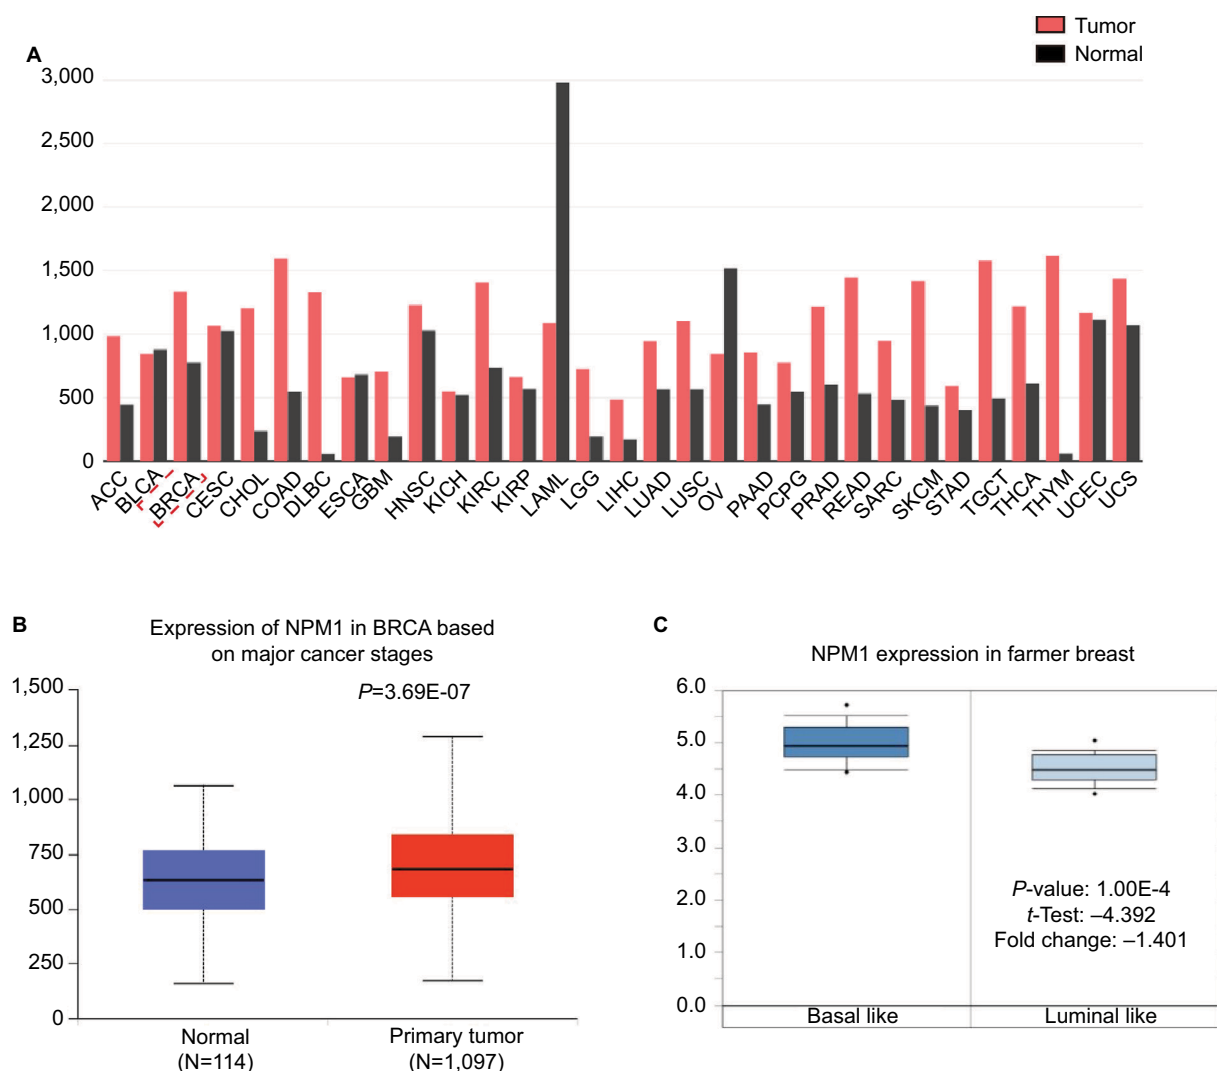 Tumor
Normal
A
3,000
2,500
2,000
1,500
1,000
500
0
ACC
BLCA
BRCA
CESC
CHOL
COAD
DLBC
ESCA
GBM
HNSC
KICH
KIRC
KIRP
LAML
LGG
LIHC
LUAD
LUSC
OV
PAAD
PCPG
PRAD
READ
SARC
SKCM
STAD
TGCT
THCA
THYM
UCEC
UCS
B
Expression of NPM1 in BRCA based
on major cancer stages
P=3.69E-07
1,500
1,250
1,000
750
500
250
0
Normal
(N=114)
Primary tumor
(N=1,097)
C
NPM1 expression in farmer breast
6.0
5.0
4.0
3.0
2.0
1.0
0.0
P-value: 1.00E-4
t-Test: –4.392
Fold change: –1.401
Basal like
Luminal like